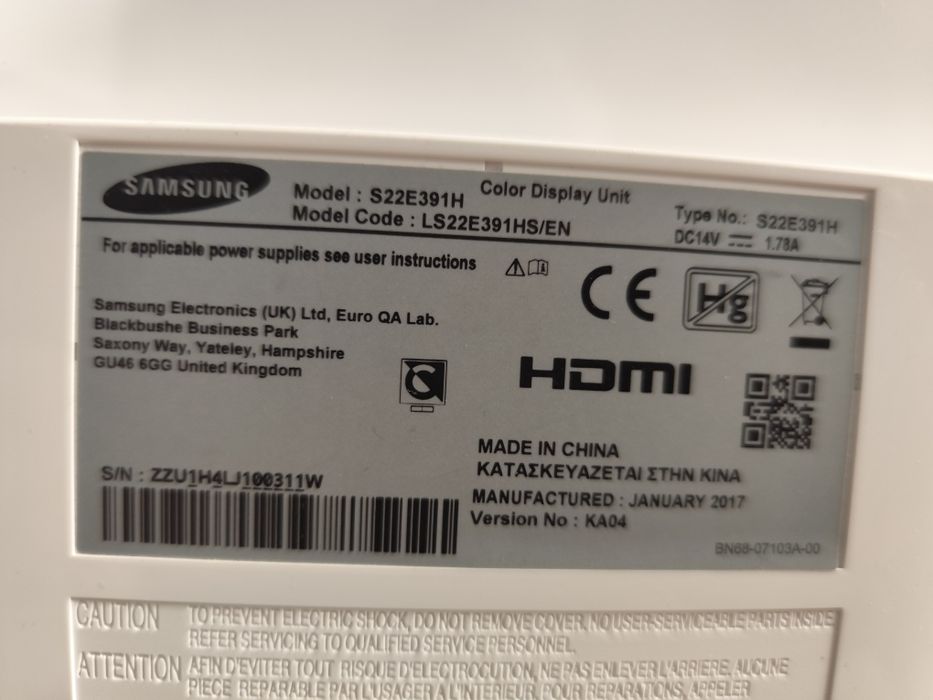 SAMSUNG
Model : S22E391H
Model Code : LS22E391HS/EN
Color Display Unit
Type No.: S22E391H
DC14V ⎓ 1.78A
For applicable power supplies see user instructions
CE
Hg
Samsung Electronics (UK) Ltd, Euro QA Lab.
Blackbushe Business Park
Saxony Way, Yateley, Hampshire
GU46 6GG United Kingdom
HDMI
MADE IN CHINA
ΚΑΤΑΣΚΕΥΑΖΕΤΑΙ ΣΤΗΝ ΚΙΝΑ
MANUFACTURED : JANUARY 2017
Version No : KA04
S/N : ZZU1H4LJ100311W
BN68-07103A-00
CAUTION TO PREVENT ELECTRIC SHOCK, DO NOT REMOVE COVER. NO USER-SERVICEABLE PARTS INSIDE
REFER SERVICING TO QUALIFIED SERVICE PERSONNEL.
ATTENTION AFIN D'EVITER TOUT RISQUE D'ELECTROCUTION, NE PAS ENLEVER L'ARRIERE, AUCUNE
PIECE REPARABLE PAR L'USAGER A L'INTERIEUR. POUR REPARATIONS, APPELER